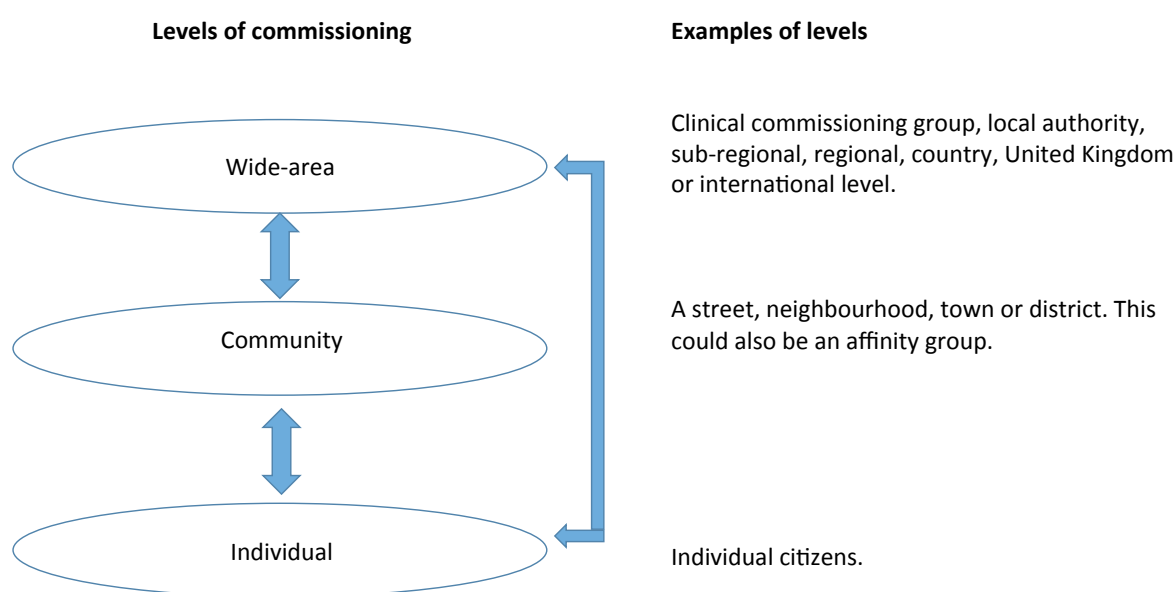 Levels of commissioning
Examples of levels
Wide-area
Clinical commissioning group, local authority,
sub-regional, regional, country, United Kingdom
or international level.
Community
A street, neighbourhood, town or district. This
could also be an affinity group.
Individual
Individual citizens.